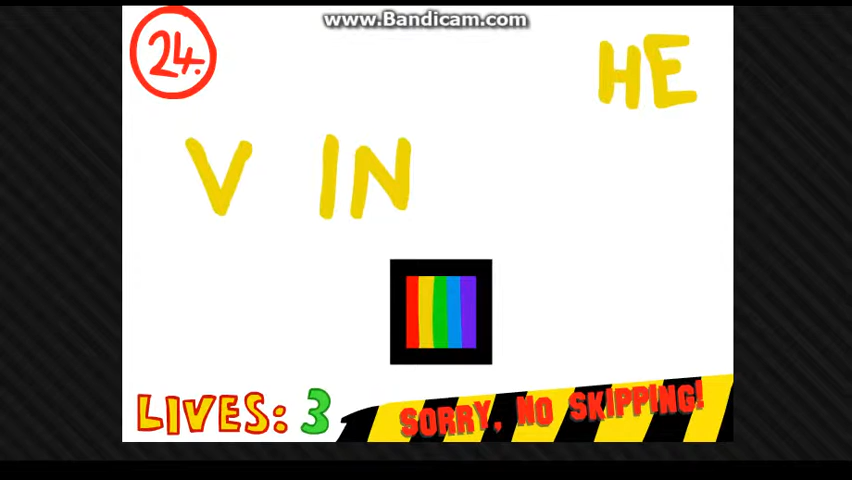 www.Bandicam.com
24.
HE
V IN
LIVES: 3
SORRY, NO SKIPPING!